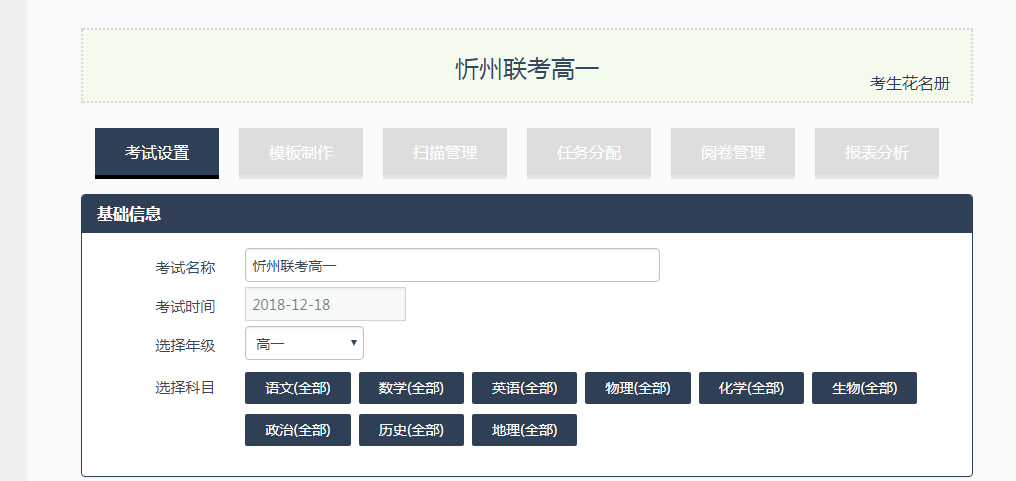 忻州联考高一
考生花名册
考试设置 模板制作 扫描管理 任务分配 阅卷管理 报表分析
基础信息
考试名称 忻州联考高一
考试时间 2018-12-18
选择年级 高一
选择科目 语文(全部) 数学(全部) 英语(全部) 物理(全部) 化学(全部) 生物(全部)
政治(全部) 历史(全部) 地理(全部)